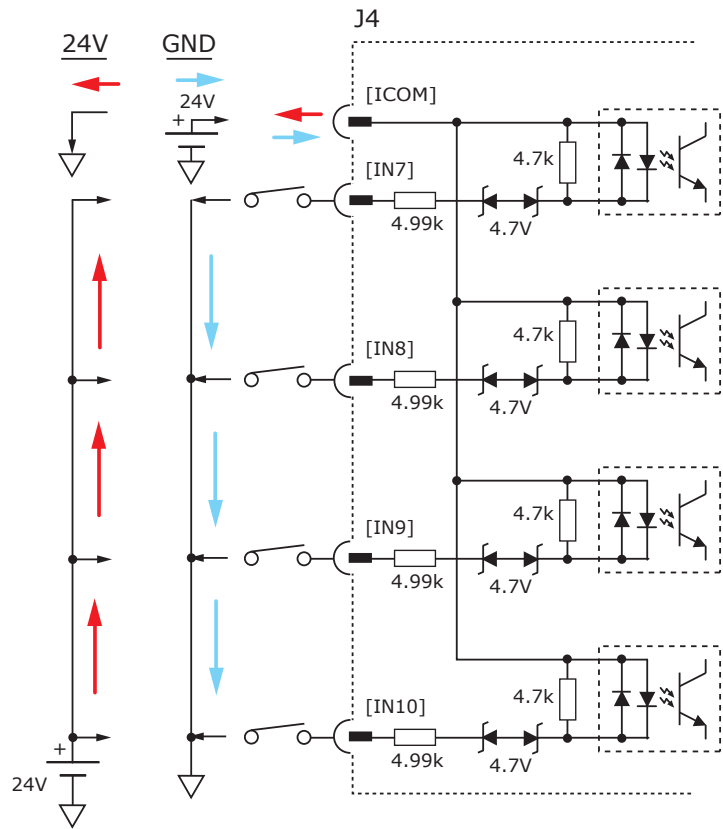 J4
24V
GND
+
24V
[ICOM]
4.7k
[IN7]
4.99k
4.7V
4.7k
[IN8]
4.99k
4.7V
4.7k
[IN9]
4.99k
4.7V
4.7k
[IN10]
4.99k
4.7V
+
24V